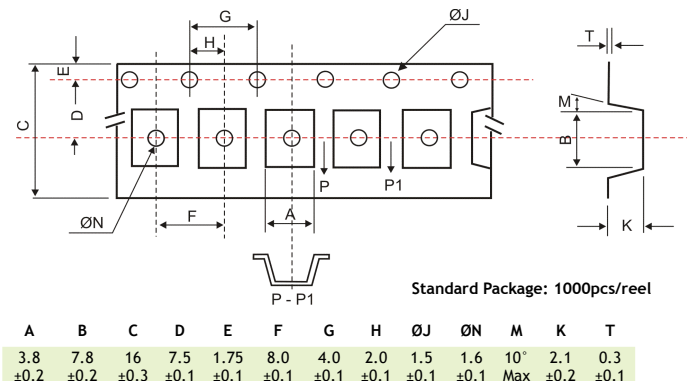 G
ØJ
H
T
E
M
C
D
B
P
P1
F
A
K
ØN
P - P1
Standard Package: 1000pcs/reel
A B C D E F G H ØJ ØN M K T
3.8 7.8 16 7.5 1.75 8.0 4.0 2.0 1.5 1.6 10° 2.1 0.3
±0.2 ±0.2 ±0.3 ±0.1 ±0.1 ±0.1 ±0.1 ±0.1 ±0.1 ±0.1 Max ±0.2 ±0.1